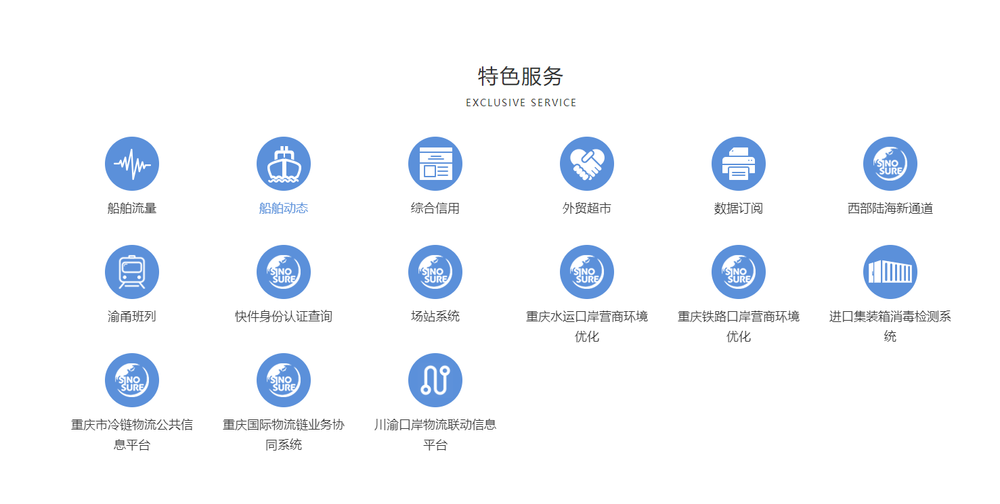 特色服务
EXCLUSIVE SERVICE
SINO
SURE
船舶流量
船舶动态
综合信用
外贸超市
数据订阅
西部陆海新通道
SINO
SURE
SINO
SURE
SINO
SURE
SINO
SURE
渝甬班列
快件身份认证查询
场站系统
重庆水运口岸营商环境
优化
重庆铁路口岸营商环境
优化
进口集装箱消毒检测系
统
SINO
SURE
SINO
SURE
重庆市冷链物流公共信
息平台
重庆国际物流链业务协
同系统
川渝口岸物流联动信息
平台